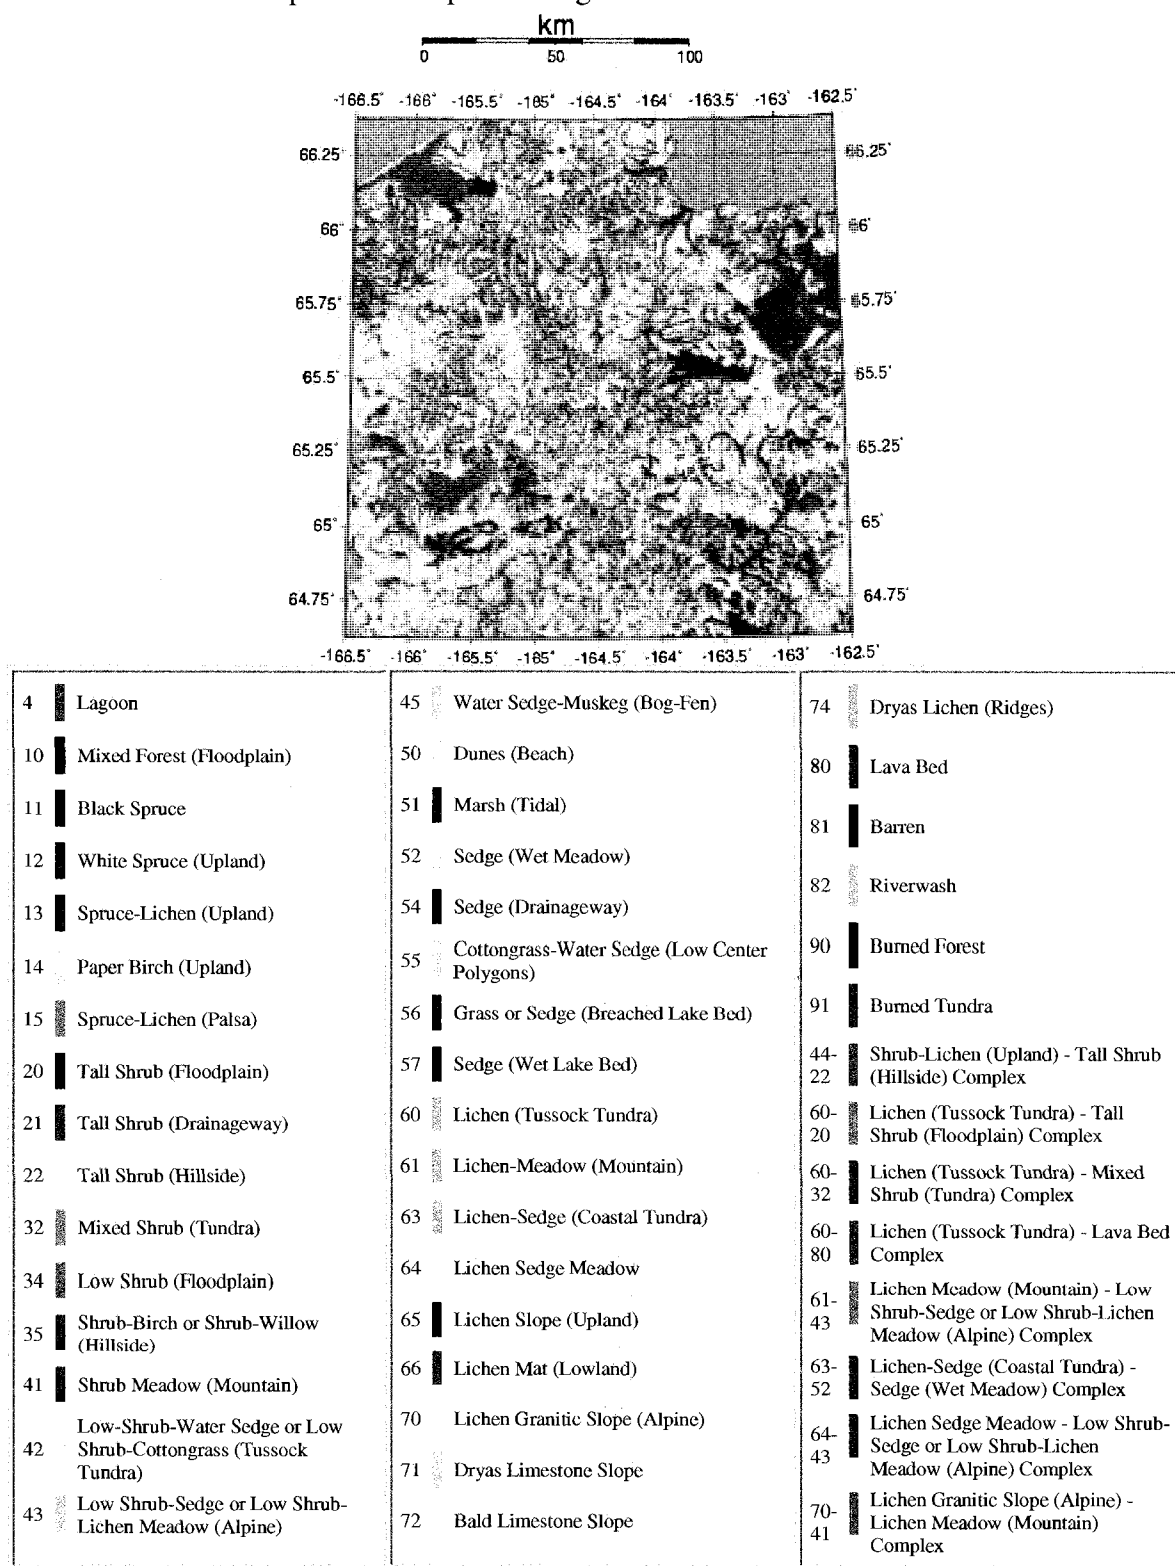 km
0 50 100
-166.5° -166° -165.5° -165° -164.5° -164° -163.5° -163° -162.5°
66.25° 66.25°
66° 66°
65.75° 65.75°
65.5° 65.5°
65.25° 65.25°
65° 65°
64.75° 64.75°
-166.5° -166° -165.5° -165° -164.5° -164° -163.5° -163° -162.5°
4 Lagoon
10 Mixed Forest (Floodplain)
11 Black Spruce
12 White Spruce (Upland)
13 Spruce-Lichen (Upland)
14 Paper Birch (Upland)
15 Spruce-Lichen (Palsa)
20 Tall Shrub (Floodplain)
21 Tall Shrub (Drainageway)
22 Tall Shrub (Hillside)
32 Mixed Shrub (Tundra)
34 Low Shrub (Floodplain)
35 Shrub-Birch or Shrub-Willow
(Hillside)
41 Shrub Meadow (Mountain)
42 Low-Shrub-Water Sedge or Low
Shrub-Cottongrass (Tussock
Tundra)
43 Low Shrub-Sedge or Low Shrub-
Lichen Meadow (Alpine)
45 Water Sedge-Muskeg (Bog-Fen)
50 Dunes (Beach)
51 Marsh (Tidal)
52 Sedge (Wet Meadow)
54 Sedge (Drainageway)
55 Cottongrass-Water Sedge (Low Center
Polygons)
56 Grass or Sedge (Breached Lake Bed)
57 Sedge (Wet Lake Bed)
60 Lichen (Tussock Tundra)
61 Lichen-Meadow (Mountain)
63 Lichen-Sedge (Coastal Tundra)
64 Lichen Sedge Meadow
65 Lichen Slope (Upland)
66 Lichen Mat (Lowland)
70 Lichen Granitic Slope (Alpine)
71 Dryas Limestone Slope
72 Bald Limestone Slope
74 Dryas Lichen (Ridges)
80 Lava Bed
81 Barren
82 Riverwash
90 Burned Forest
91 Burned Tundra
44- Shrub-Lichen (Upland) - Tall Shrub
22 (Hillside) Complex
60- Lichen (Tussock Tundra) - Tall
20 Shrub (Floodplain) Complex
60- Lichen (Tussock Tundra) - Mixed
32 Shrub (Tundra) Complex
60- Lichen (Tussock Tundra) - Lava Bed
80 Complex
61- Lichen Meadow (Mountain) - Low
43 Shrub-Sedge or Low Shrub-Lichen
Meadow (Alpine) Complex
63- Lichen-Sedge (Coastal Tundra) -
52 Sedge (Wet Meadow) Complex
64- Lichen Sedge Meadow - Low Shrub-
43 Sedge or Low Shrub-Lichen
Meadow (Alpine) Complex
70- Lichen Granitic Slope (Alpine) -
41 Lichen Meadow (Mountain)
Complex